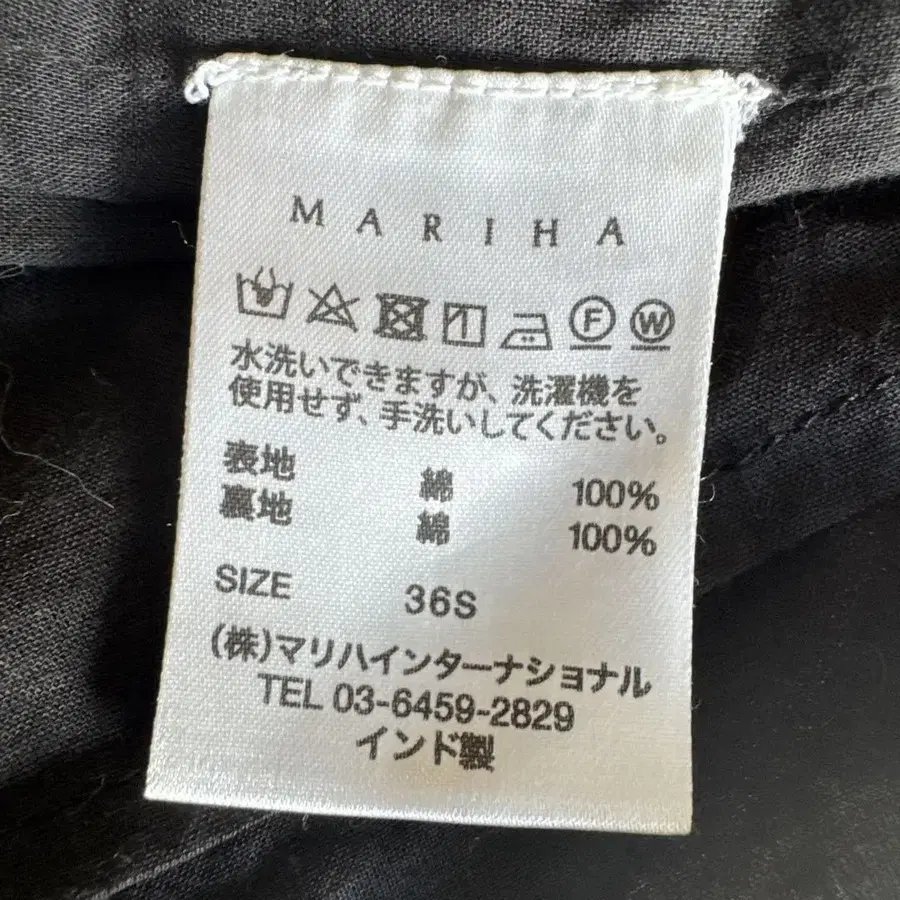 MARIHA
F W
水洗いできますが、洗濯機を
使用せず、手洗いしてください。
表地 綿 100%
裏地 綿 100%
SIZE 36S
(株)マリハインターナショナル
TEL 03-6459-2829
インド製